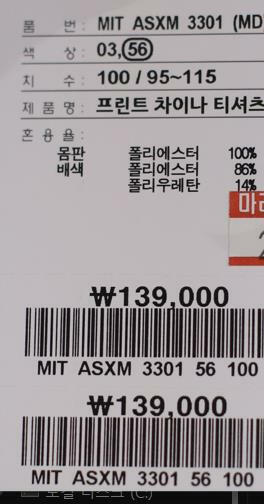 품 번: MIT ASXM 3301 (MD
색 상: 03,56
치 수: 100 / 95~115
제 품 명: 프린트 차이나 티셔츠
혼 용 율:
몸판 폴리에스터 100%
배색 폴리에스터 86%
폴리우레탄 14%
마
₩139,000
MIT ASXM 3301 56 100
₩139,000
MIT ASXM 3301 56 100
(C:)